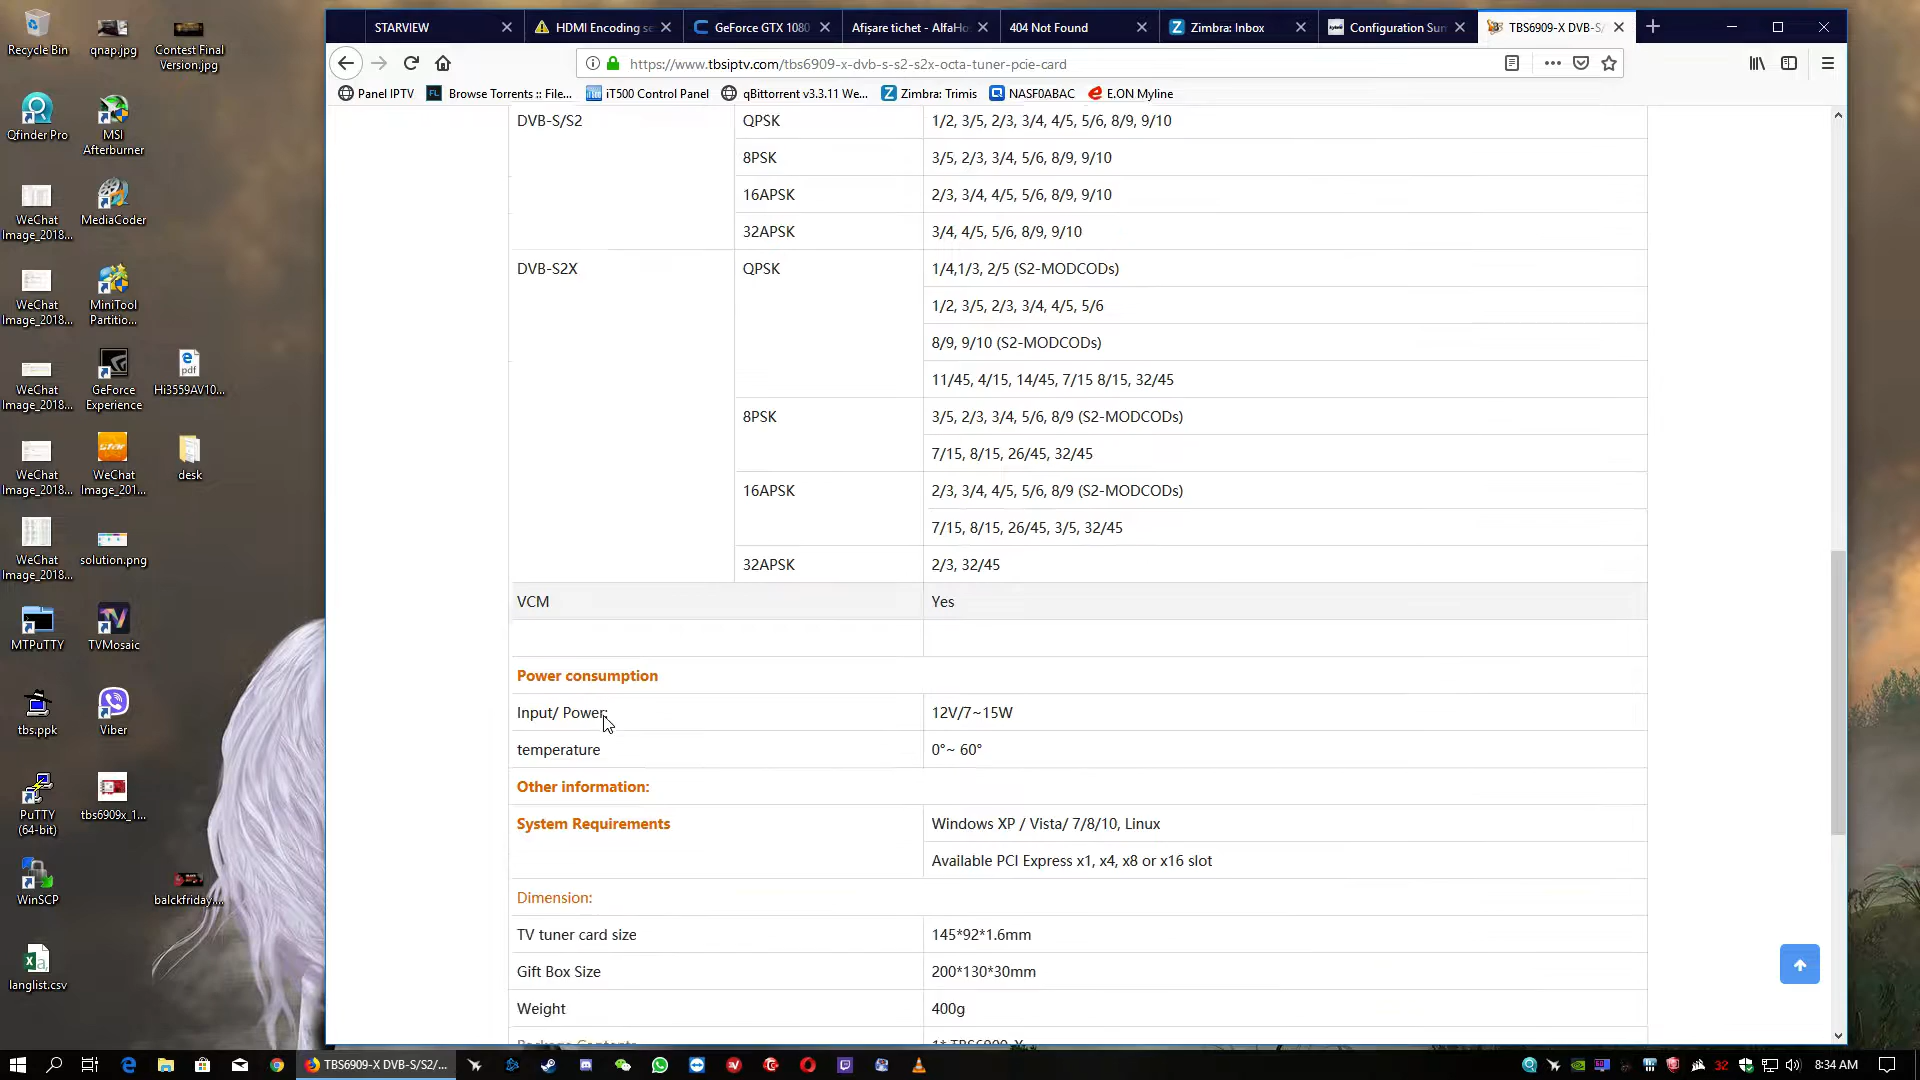 STARVIEW
HDMI Encoding se
GeForce GTX 1080
Afișare tichet - AlfaHo
404 Not Found
Zimbra: Inbox
Configuration Sum
TBS6909-X DVB-S/
https://www.tbsiptv.com/tbs6909-x-dvb-s-s2-s2x-octa-tuner-pcie-card
Panel IPTV
Browse Torrents :: File...
iT500 Control Panel
qBittorrent v3.3.11 We...
Zimbra: Trimis
NASF0ABAC
E.ON Myline
Recycle Bin
qnap.jpg
Contest Final
Version.jpg
Qfinder Pro
MSI
Afterburner
WeChat
Image_2018...
MediaCoder
WeChat
Image_2018...
MiniTool
Partitio...
WeChat
Image_2018...
GeForce
Experience
pdf
Hi3559AV10...
WeChat
Image_2018...
WeChat
Image_201...
desk
WeChat
Image_2018...
solution.png
MTPuTTY
TVMosaic
tbs.ppk
Viber
PuTTY
(64-bit)
tbs6909x_1...
WinSCP
balckfriday....
langlist.csv
DVB-S/S2 QPSK 1/2, 3/5, 2/3, 3/4, 4/5, 5/6, 8/9, 9/10
8PSK 3/5, 2/3, 3/4, 5/6, 8/9, 9/10
16APSK 2/3, 3/4, 4/5, 5/6, 8/9, 9/10
32APSK 3/4, 4/5, 5/6, 8/9, 9/10
DVB-S2X QPSK 1/4,1/3, 2/5 (S2-MODCODs)
1/2, 3/5, 2/3, 3/4, 4/5, 5/6
8/9, 9/10 (S2-MODCODs)
11/45, 4/15, 14/45, 7/15 8/15, 32/45
8PSK 3/5, 2/3, 3/4, 5/6, 8/9 (S2-MODCODs)
7/15, 8/15, 26/45, 32/45
16APSK 2/3, 3/4, 4/5, 5/6, 8/9 (S2-MODCODs)
7/15, 8/15, 26/45, 3/5, 32/45
32APSK 2/3, 32/45
VCM Yes
Power consumption
Input/ Power: 12V/7~15W
temperature 0°~ 60°
Other information:
System Requirements Windows XP / Vista/ 7/8/10, Linux
Available PCI Express x1, x4, x8 or x16 slot
Dimension:
TV tuner card size 145*92*1.6mm
Gift Box Size 200*130*30mm
Weight 400g
Package Contents 1* TBS6909-X
TBS6909-X DVB-S/S2/...
32
8:34 AM